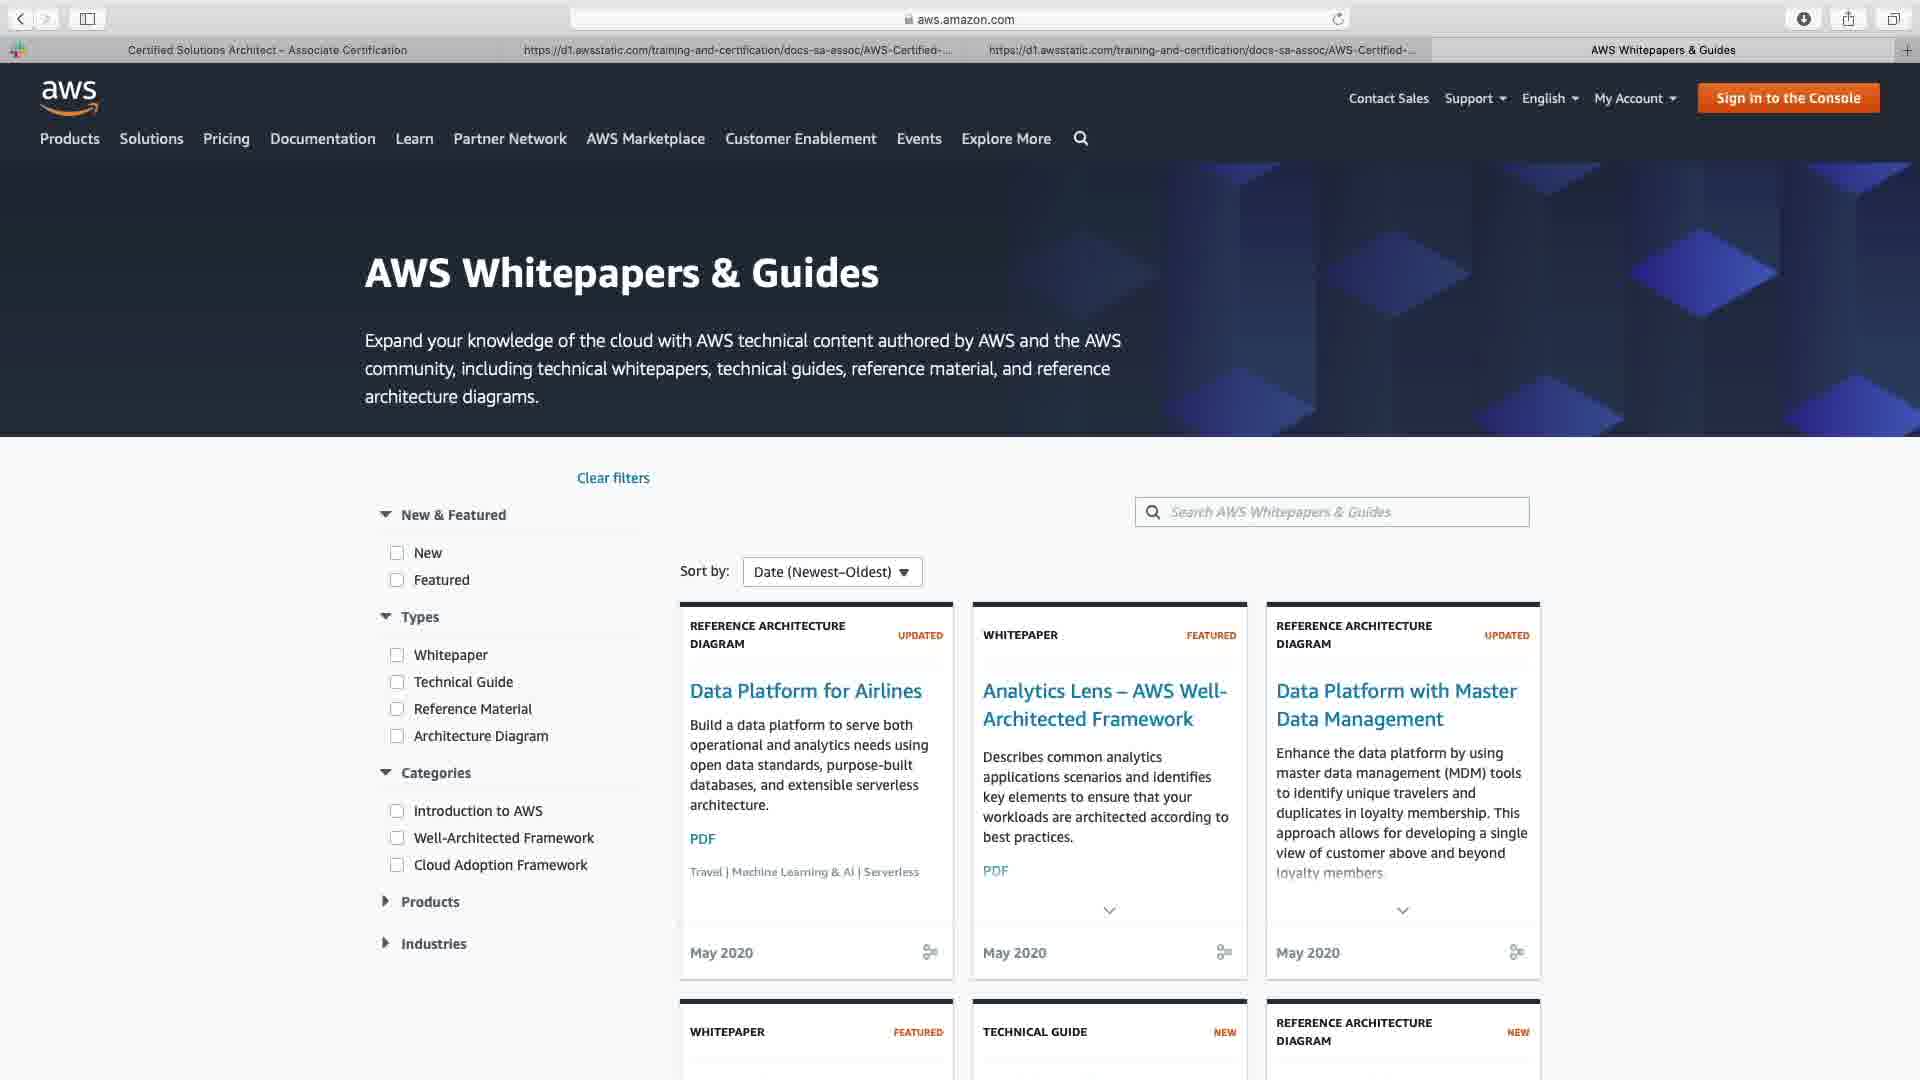 aws.amazon.com
Certified Solutions Architect – Associate Certification
https://d1.awsstatic.com/training-and-certification/docs-sa-assoc/AWS-Certified-...
https://d1.awsstatic.com/training-and-certification/docs-sa-assoc/AWS-Certified-...
AWS Whitepapers & Guides
aws
Contact Sales
Support
English
My Account
Sign In to the Console
Products
Solutions
Pricing
Documentation
Learn
Partner Network
AWS Marketplace
Customer Enablement
Events
Explore More
AWS Whitepapers & Guides
Expand your knowledge of the cloud with AWS technical content authored by AWS and the AWS
community, including technical whitepapers, technical guides, reference material, and reference
architecture diagrams.
Clear filters
New & Featured
New
Featured
Types
Whitepaper
Technical Guide
Reference Material
Architecture Diagram
Categories
Introduction to AWS
Well-Architected Framework
Cloud Adoption Framework
Products
Industries
Search AWS Whitepapers & Guides
Sort by:
Date (Newest–Oldest)
REFERENCE ARCHITECTURE
DIAGRAM
UPDATED
Data Platform for Airlines
Build a data platform to serve both
operational and analytics needs using
open data standards, purpose-built
databases, and extensible serverless
architecture.
PDF
Travel | Machine Learning & AI | Serverless
May 2020
WHITEPAPER
FEATURED
Analytics Lens – AWS Well-
Architected Framework
Describes common analytics
applications scenarios and identifies
key elements to ensure that your
workloads are architected according to
best practices.
PDF
May 2020
REFERENCE ARCHITECTURE
DIAGRAM
UPDATED
Data Platform with Master
Data Management
Enhance the data platform by using
master data management (MDM) tools
to identify unique travelers and
duplicates in loyalty membership. This
approach allows for developing a single
view of customer above and beyond
loyalty members.
May 2020
WHITEPAPER
FEATURED
TECHNICAL GUIDE
NEW
REFERENCE ARCHITECTURE
DIAGRAM
NEW